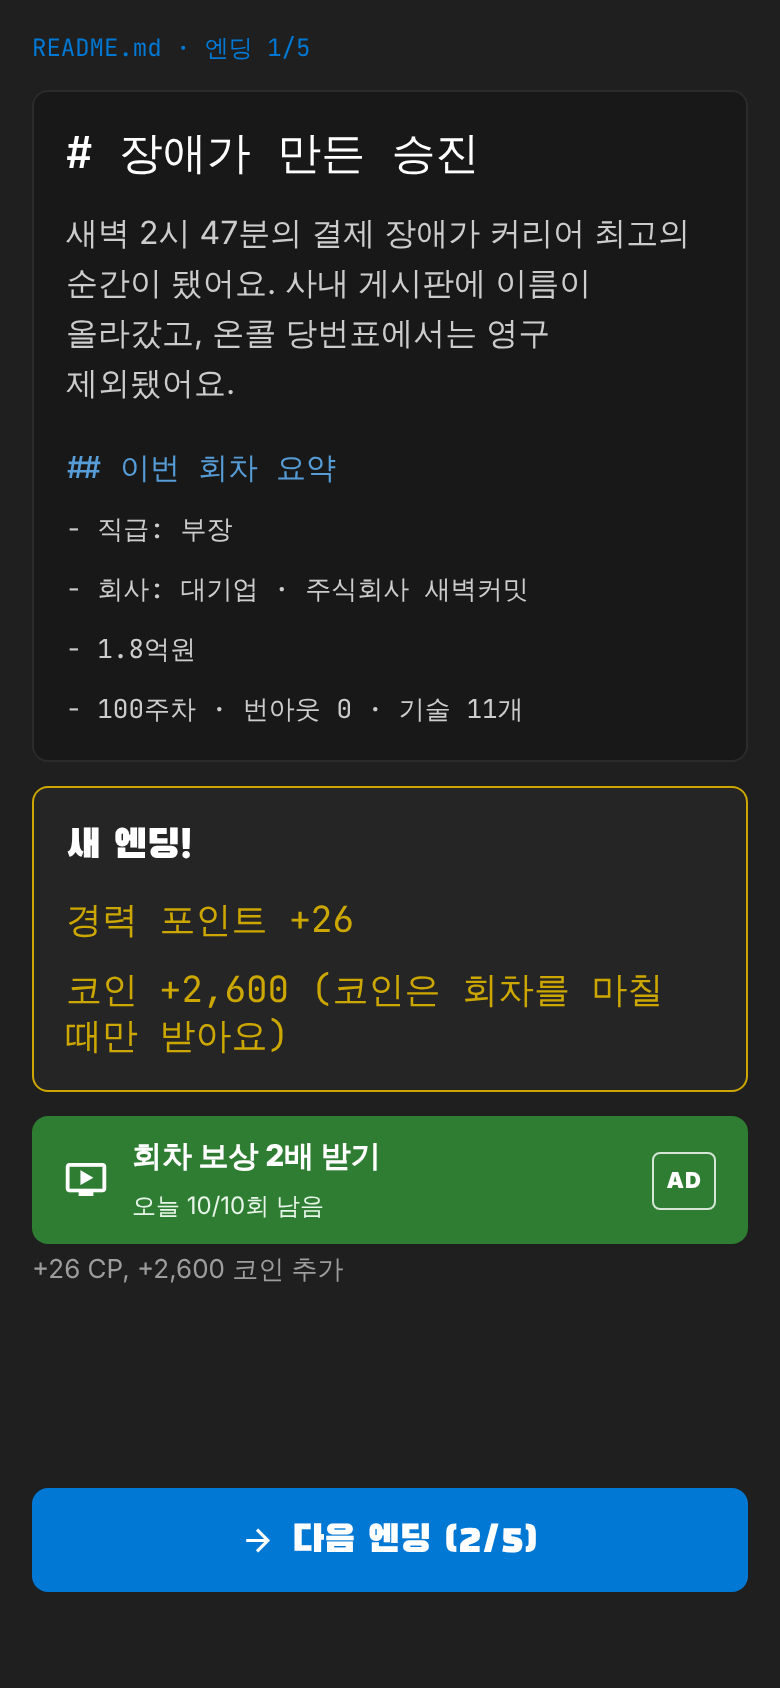 README.md · 엔딩 1/5
# 장애가 만든 승진
새벽 2시 47분의 결제 장애가 커리어 최고의
순간이 됐어요. 사내 게시판에 이름이
올라갔고, 온콜 당번표에서는 영구
제외됐어요.
## 이번 회차 요약
- 직급: 부장
- 회사: 대기업 · 주식회사 새벽커밋
- 1.8억원
- 100주차 · 번아웃 0 · 기술 11개
새 엔딩!
경력 포인트 +26
코인 +2,600 (코인은 회차를 마칠
때만 받아요)
회차 보상 2배 받기
오늘 10/10회 남음
AD
+26 CP, +2,600 코인 추가
→ 다음 엔딩 (2/5)